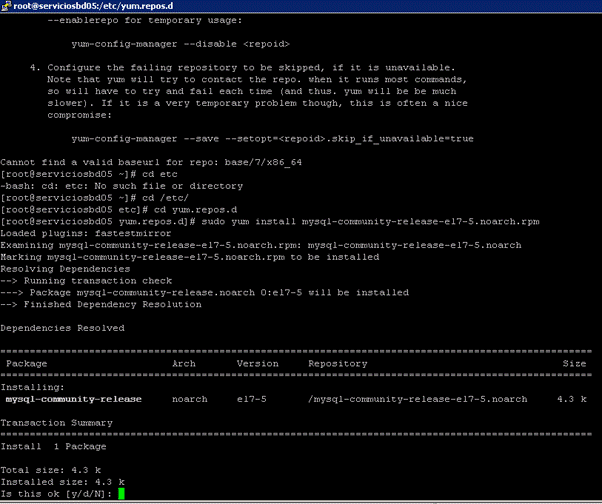 root@serviciosbd05:/etc/yum.repos.d
--enablerepo for temporary usage:
yum-config-manager --disable <repoid>
4. Configure the failing repository to be skipped, if it is unavailable.
Note that yum will try to contact the repo. when it runs most commands,
so will have to try and fail each time (and thus. yum will be be much
slower). If it is a very temporary problem though, this is often a nice
compromise:
yum-config-manager --save --setopt=<repoid>.skip_if_unavailable=true
Cannot find a valid baseurl for repo: base/7/x86_64
[root@serviciosbd05 ~]# cd etc
-bash: cd: etc: No such file or directory
[root@serviciosbd05 ~]# cd /etc/
[root@serviciosbd05 etc]# cd yum.repos.d
[root@serviciosbd05 yum.repos.d]# sudo yum install mysql-community-release-el7-5.noarch.rpm
Loaded plugins: fastestmirror
Examining mysql-community-release-el7-5.noarch.rpm: mysql-community-release-el7-5.noarch
Marking mysql-community-release-el7-5.noarch.rpm to be installed
Resolving Dependencies
--> Running transaction check
---> Package mysql-community-release.noarch 0:el7-5 will be installed
--> Finished Dependency Resolution
Dependencies Resolved
================================================================================
Package Arch Version Repository Size
================================================================================
Installing:
mysql-community-release noarch el7-5 /mysql-community-release-el7-5.noarch 4.3 k
Transaction Summary
================================================================================
Install 1 Package
Total size: 4.3 k
Installed size: 4.3 k
Is this ok [y/d/N]: